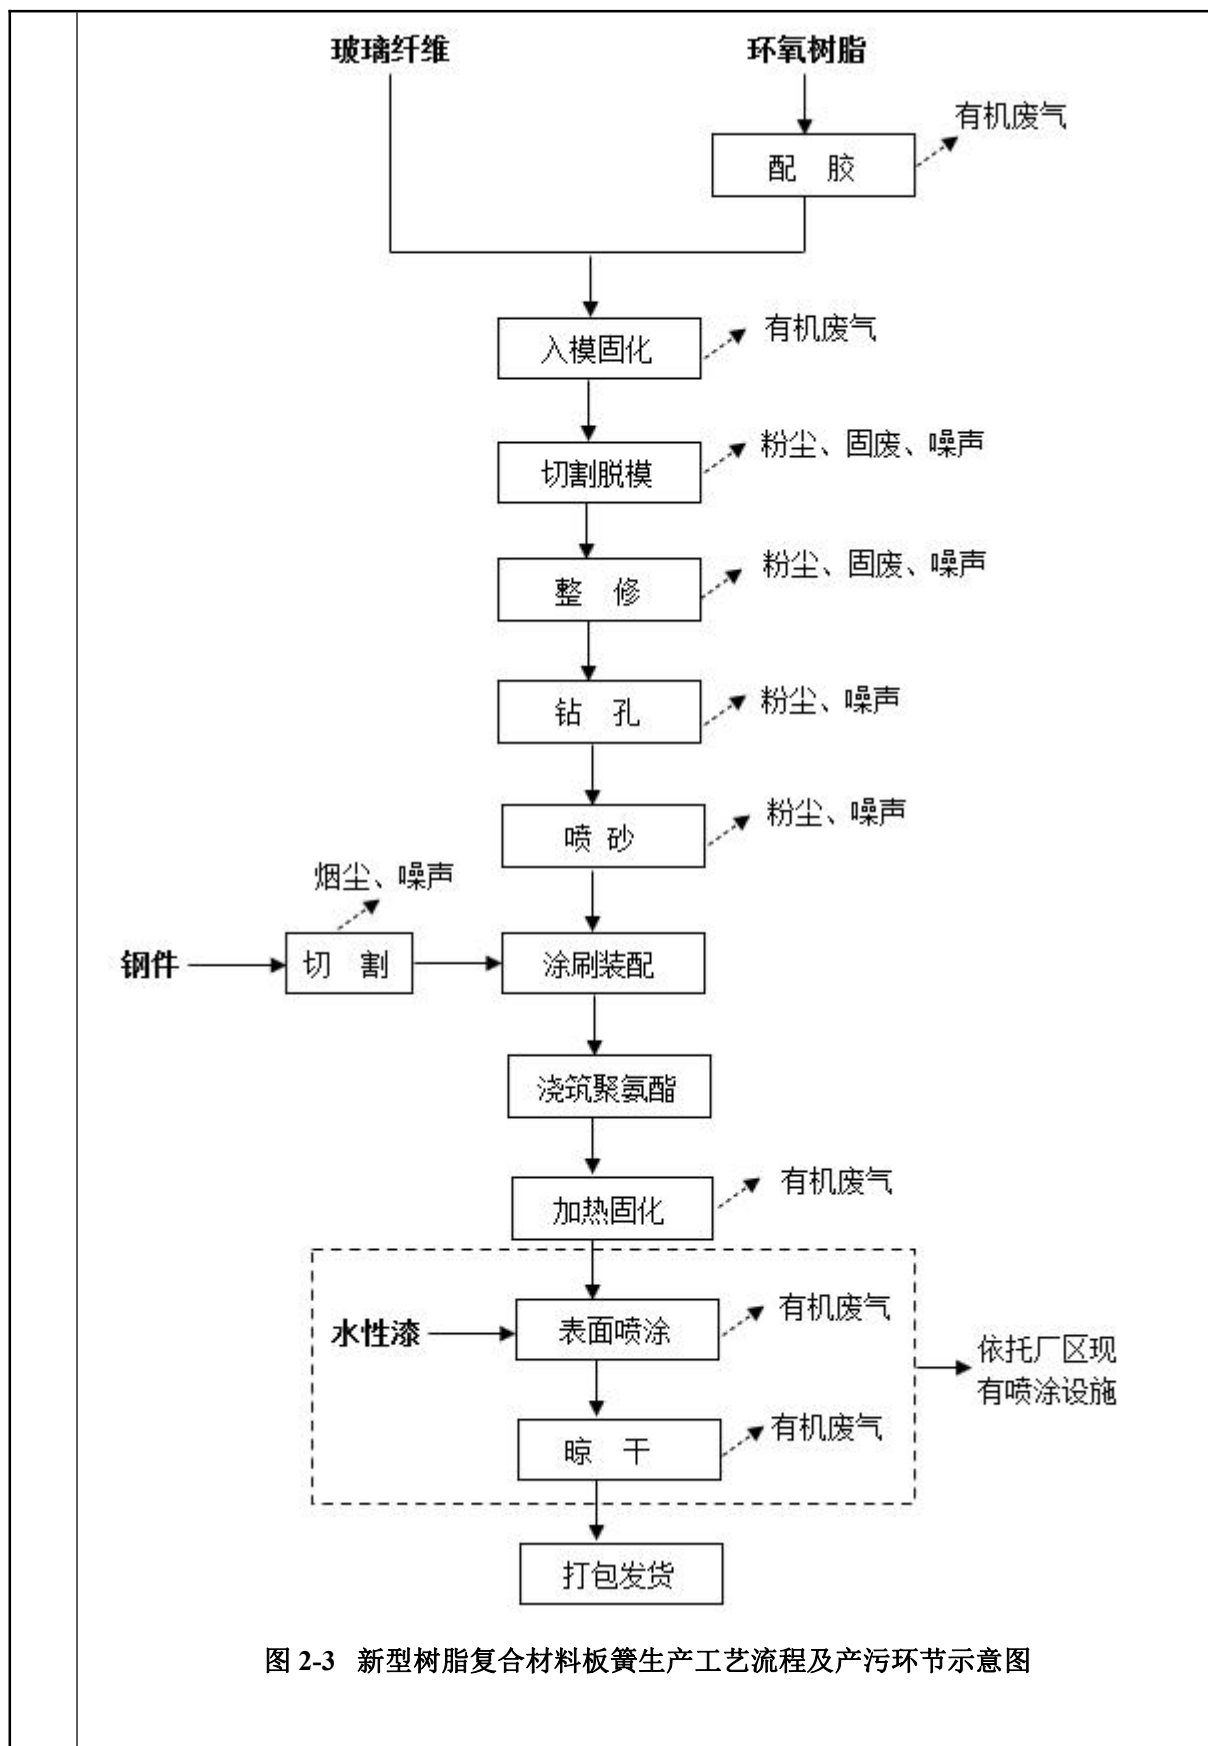 玻璃纤维
环氧树脂
有机废气
配 胶
有机废气
入模固化
粉尘、固废、噪声
切割脱模
粉尘、固废、噪声
整 修
粉尘、噪声
钻 孔
粉尘、噪声
喷 砂
烟尘、噪声
钢件
切 割
涂刷装配
浇筑聚氨酯
有机废气
加热固化
有机废气
水性漆
表面喷涂
依托厂区现
有喷涂设施
有机废气
晾 干
打包发货
图 2-3 新型树脂复合材料板簧生产工艺流程及产污环节示意图